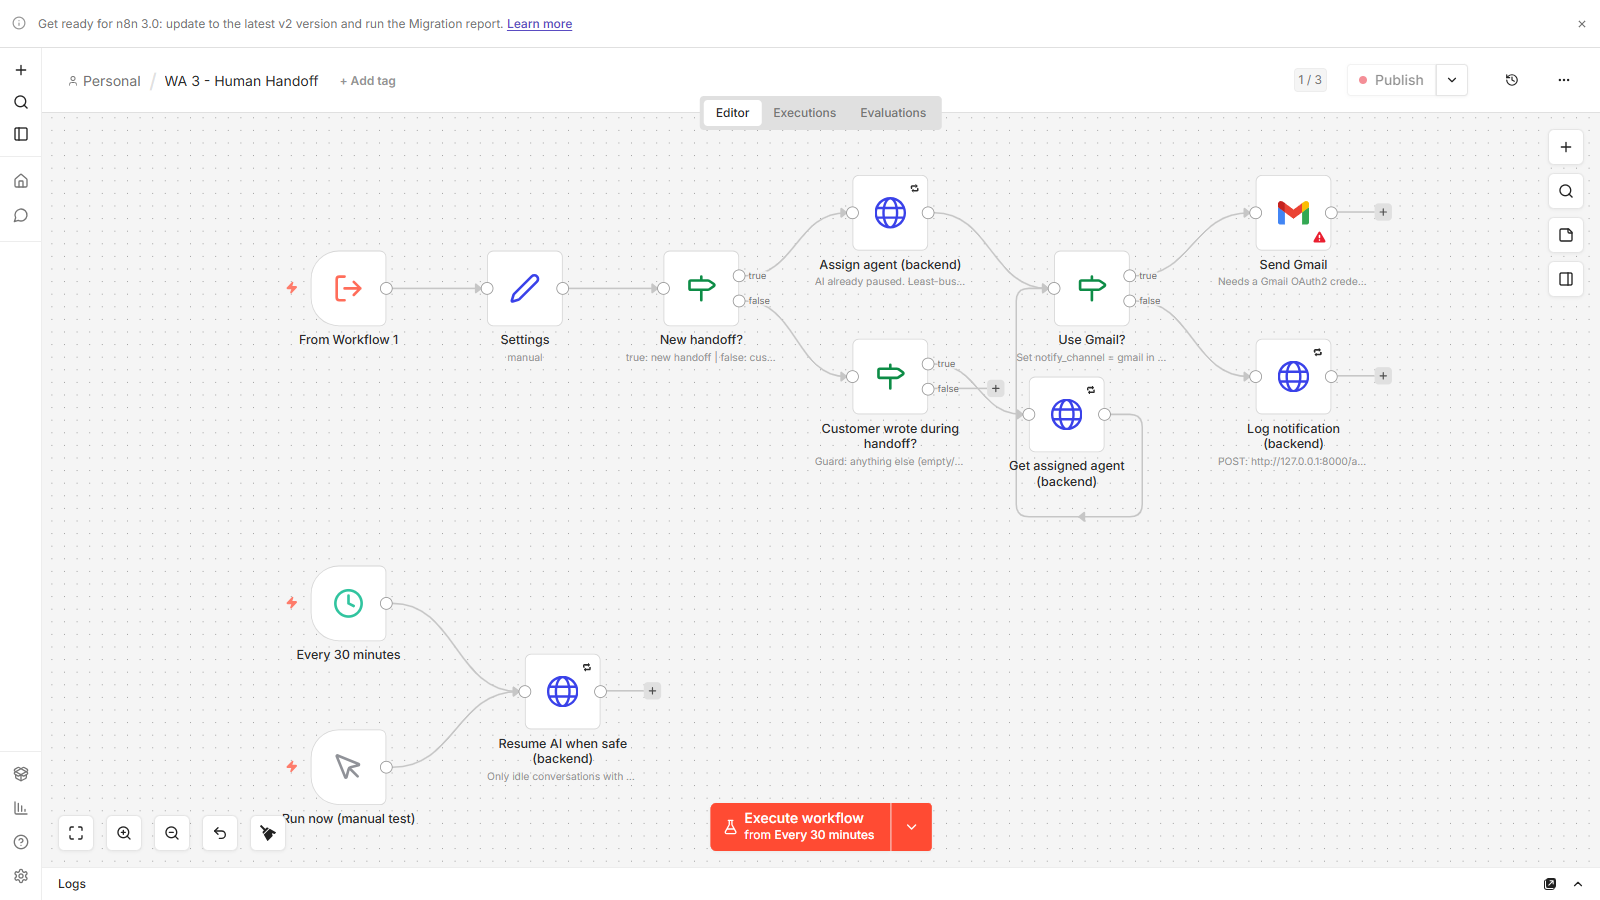 Get ready for n8n 3.0: update to the latest v2 version and run the Migration report. Learn more
Personal / WA 3 - Human Handoff + Add tag
1 / 3
Publish
Editor
Executions
Evaluations
From Workflow 1
Settings
manual
New handoff?
true: new handoff | false: cus...
true
false
Assign agent (backend)
AI already paused. Least-bus...
Customer wrote during
handoff?
Guard: anything else (empty/...
true
false
Get assigned agent
(backend)
Use Gmail?
Set notify_channel = gmail in ...
true
false
Send Gmail
Needs a Gmail OAuth2 crede...
Log notification
(backend)
POST: http://127.0.0.1:8000/a...
Every 30 minutes
Resume AI when safe
(backend)
Only idle conversations with ...
Run now (manual test)
Execute workflow
from Every 30 minutes
Logs